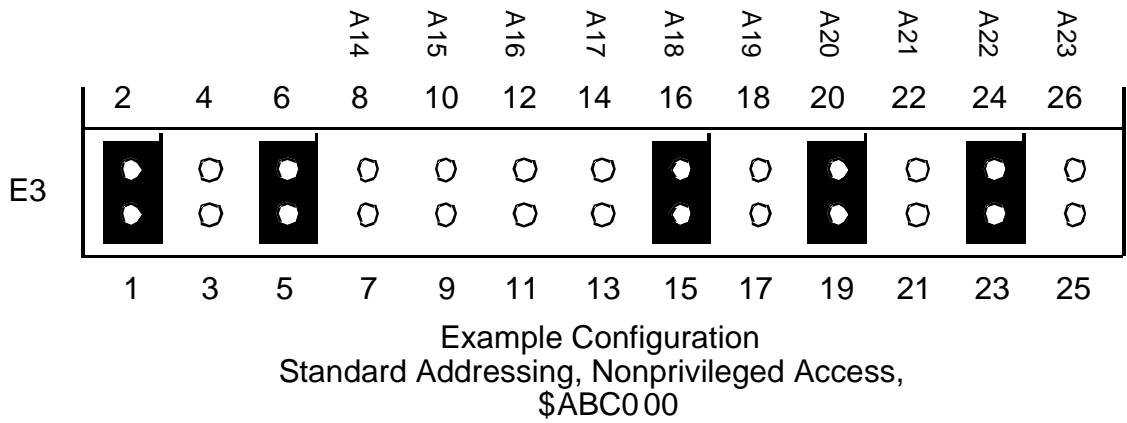 A14 A15 A16 A17 A18 A19 A20 A21 A22 A23
2 4 6 8 10 12 14 16 18 20 22 24 26
E3
1 3 5 7 9 11 13 15 17 19 21 23 25
Example Configuration
Standard Addressing, Nonprivileged Access,
$ABC000